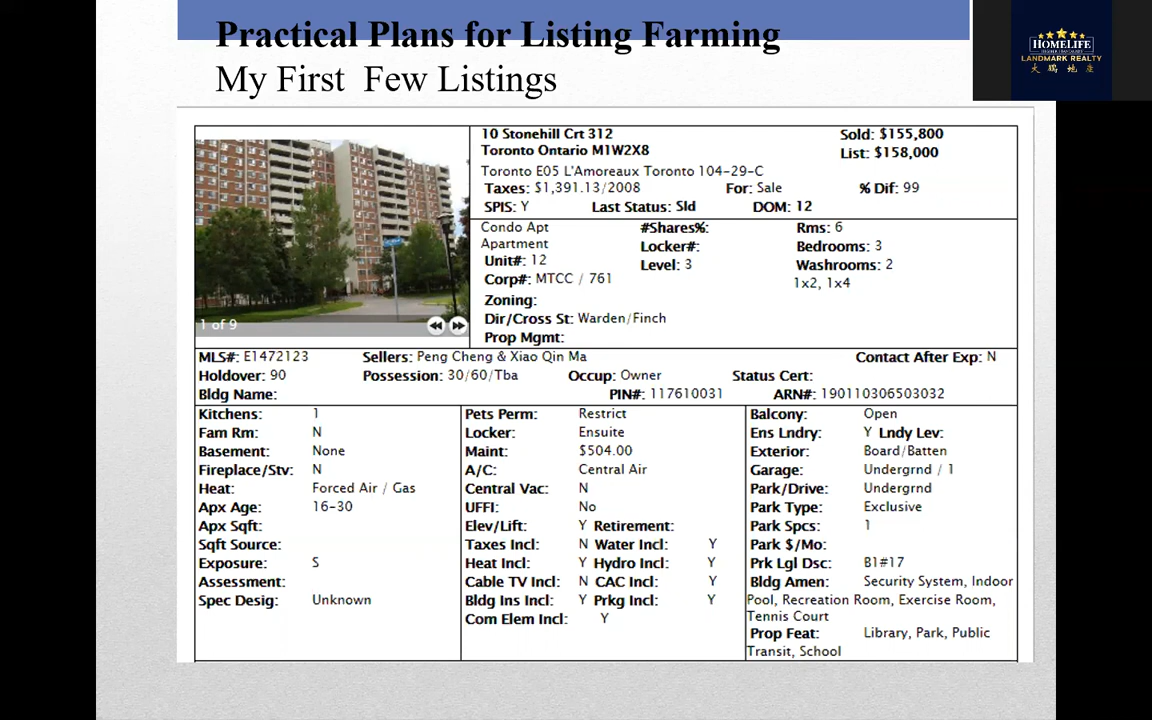 Practical Plans for Listing Farming
My First Few Listings
HOMELIFE
LANDMARK REALTY
大鵬地產
10 Stonehill Crt 312
Sold: $155,800
Toronto Ontario M1W2X8
List: $158,000
Toronto E05 L'Amoreaux Toronto 104-29-C
Taxes: $1,391.13/2008 For: Sale % Dif: 99
SPIS: Y Last Status: Sld DOM: 12
Condo Apt #Shares%: Rms: 6
Apartment Locker#: Bedrooms: 3
Unit#: 12 Level: 3 Washrooms: 2
Corp#: MTCC / 761 1x2, 1x4
Zoning:
Dir/Cross St: Warden/Finch
Prop Mgmt:
1 of 9
MLS#: E1472123 Sellers: Peng Cheng & Xiao Qin Ma Contact After Exp: N
Holdover: 90 Possession: 30/60/Tba Occup: Owner Status Cert:
Bldg Name: PIN#: 117610031 ARN#: 190110306503032
Kitchens: 1 Pets Perm: Restrict Balcony: Open
Fam Rm: N Locker: Ensuite Ens Lndry: Y Lndy Lev:
Basement: None Maint: $504.00 Exterior: Board/Batten
Fireplace/Stv: N A/C: Central Air Garage: Undergrnd / 1
Heat: Forced Air / Gas Central Vac: N Park/Drive: Undergrnd
Apx Age: 16-30 UFFI: No Park Type: Exclusive
Apx Sqft: Elev/Lift: Y Retirement: Park Spcs: 1
Sqft Source: Taxes Incl: N Water Incl: Y Park $/Mo:
Exposure: S Heat Incl: Y Hydro Incl: Y Prk Lgl Dsc: B1#17
Assessment: Cable TV Incl: N CAC Incl: Y Bldg Amen: Security System, Indoor
Spec Desig: Unknown Bldg Ins Incl: Y Prkg Incl: Y Pool, Recreation Room, Exercise Room,
Com Elem Incl: Y Tennis Court
Prop Feat: Library, Park, Public
Transit, School